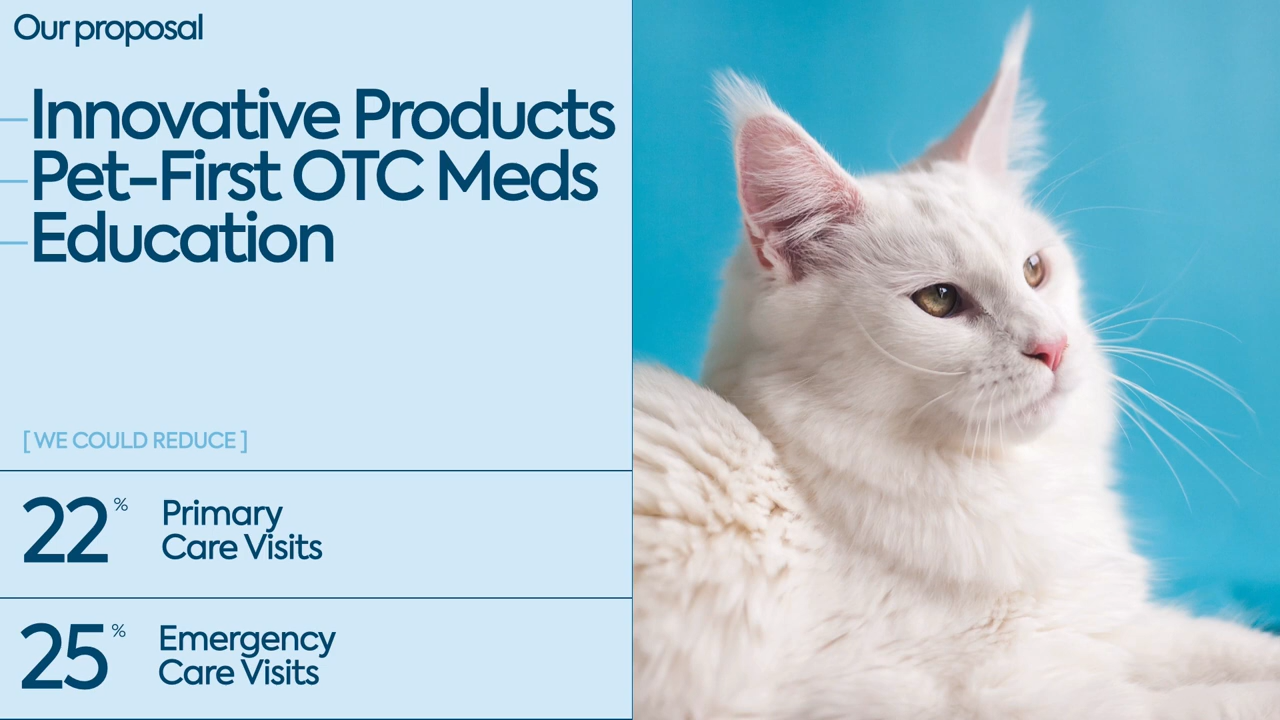 Our proposal
Innovative Products
Pet-First OTC Meds
Education
[ WE COULD REDUCE ]
22%
Primary
Care Visits
25%
Emergency
Care Visits